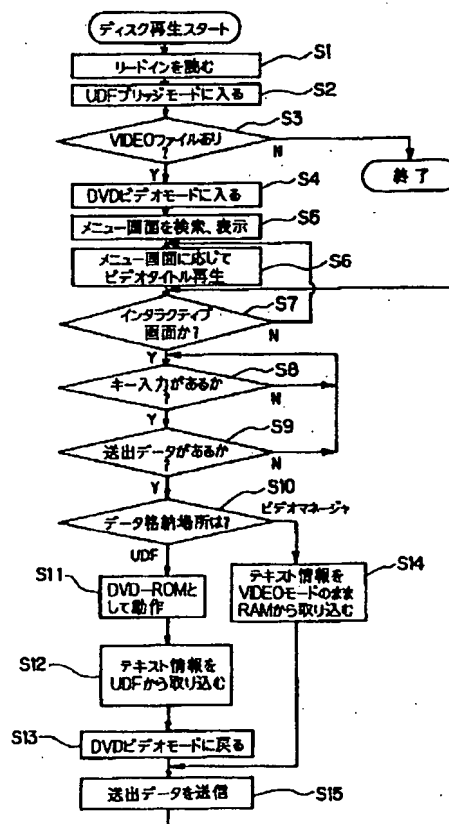 ディスク再生スタート
S1
リードインを読む
S2
UDFブリッジモードに入る
S3
VIDEOファイルあり
?
N
Y
終了
S4
DVDビデオモードに入る
S5
メニュー画面を検索、表示
S6
メニュー画面に応じて
ビデオタイトル再生
S7
インタラクティブ
画面か?
N
Y
S8
キー入力があるか
?
N
Y
S9
送出データがあるか
?
N
Y
S10
ビデオマネージャ
データ格納場所は?
UDF
S11
DVD-ROMと
して動作
S14
テキスト情報を
VIDEOモードのまま
RAMから取り込む
S12
テキスト情報を
UDFから取り込む
S13
DVDビデオモードに戻る
送出データを送信
S15